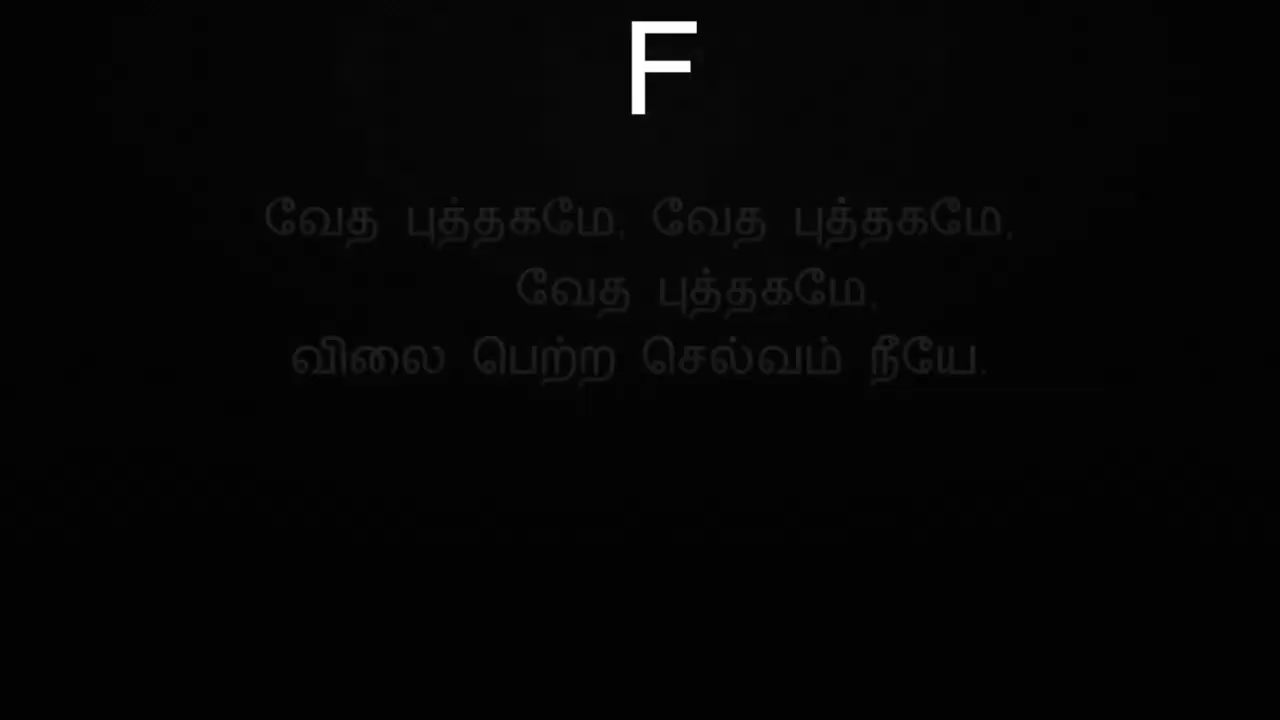 F
வேத புத்தகமே, வேத புத்தகமே,
வேத புத்தகமே,
விலை பெற்ற செல்வம் நீயே.